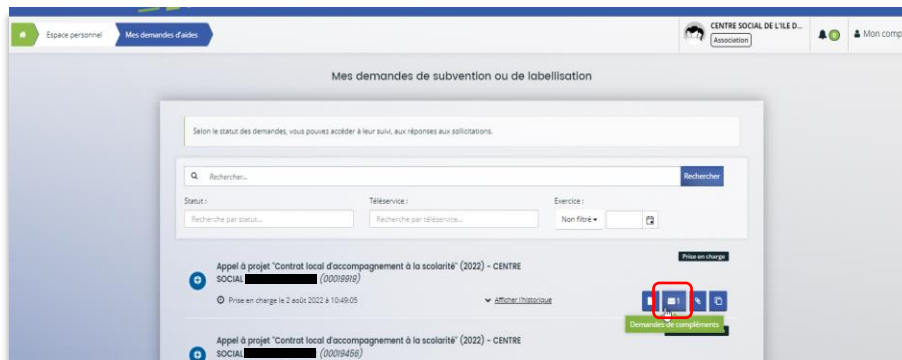 Espace personnel
Mes demandes d'aides
CENTRE SOCIAL DE L'ILE D...
Association
0
Mon comp
Mes demandes de subvention ou de labellisation
Selon le statut des demandes, vous pouvez accéder à leur suivi, aux réponses aux sollicitations.
Rechercher...
Rechercher
Statut :
Téléservice :
Exercice :
Recherche par statut...
Recherche par téléservice...
Non filtré
Prise en charge
Appel à projet "Contrat local d'accompagnement à la scolarité" (2022) - CENTRE
SOCIAL
(00019919)
Prise en charge le 2 août 2022 à 10:49:05
Afficher l'historique
1
Demandes de compléments
Appel à projet "Contrat local d'accompagnement à la scolarité" (2022) - CENTRE
SOCIAL
(00019456)